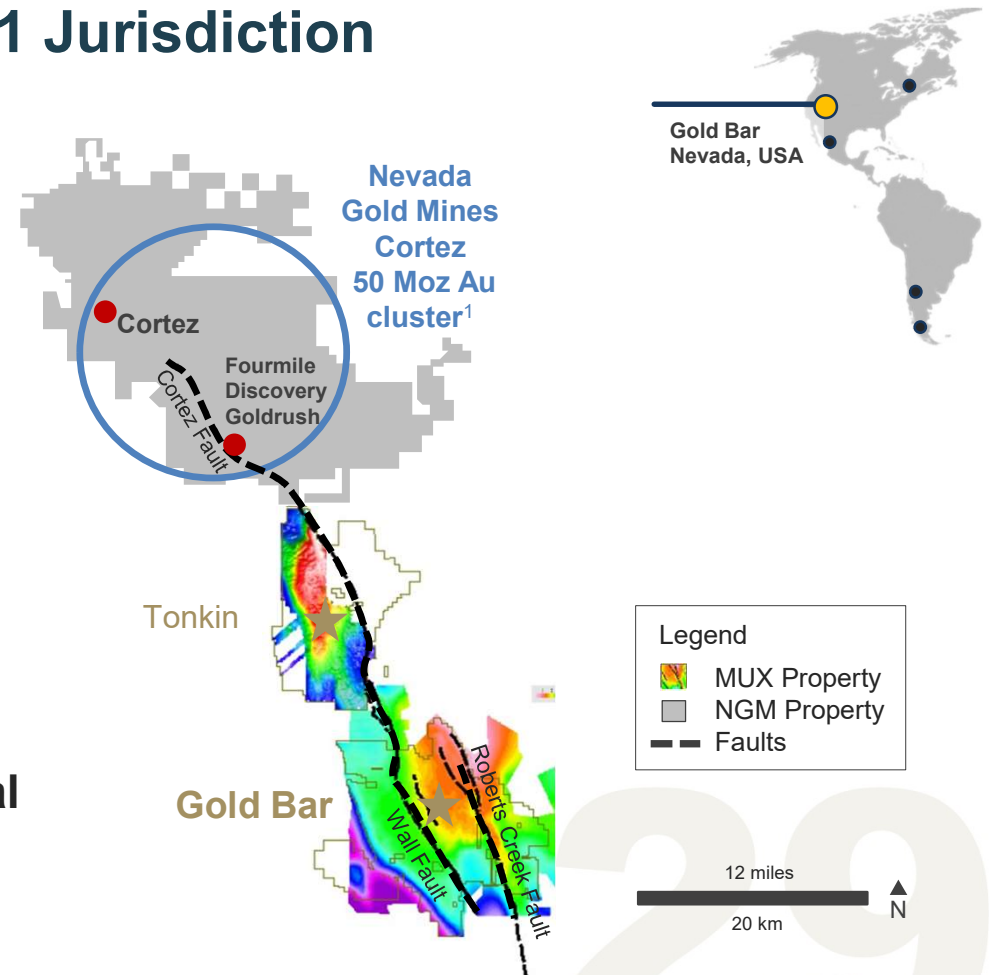 1 Jurisdiction
Gold Bar
Nevada, USA
Nevada
Gold Mines
Cortez
50 Moz Au
cluster1
Cortez
Fourmile
Discovery
Goldrush
Cortez Fault
Tonkin
Legend
MUX Property
NGM Property
Faults
al
Gold Bar
Roberts Creek Fault
Wall Fault
12 miles
20 km
N
29